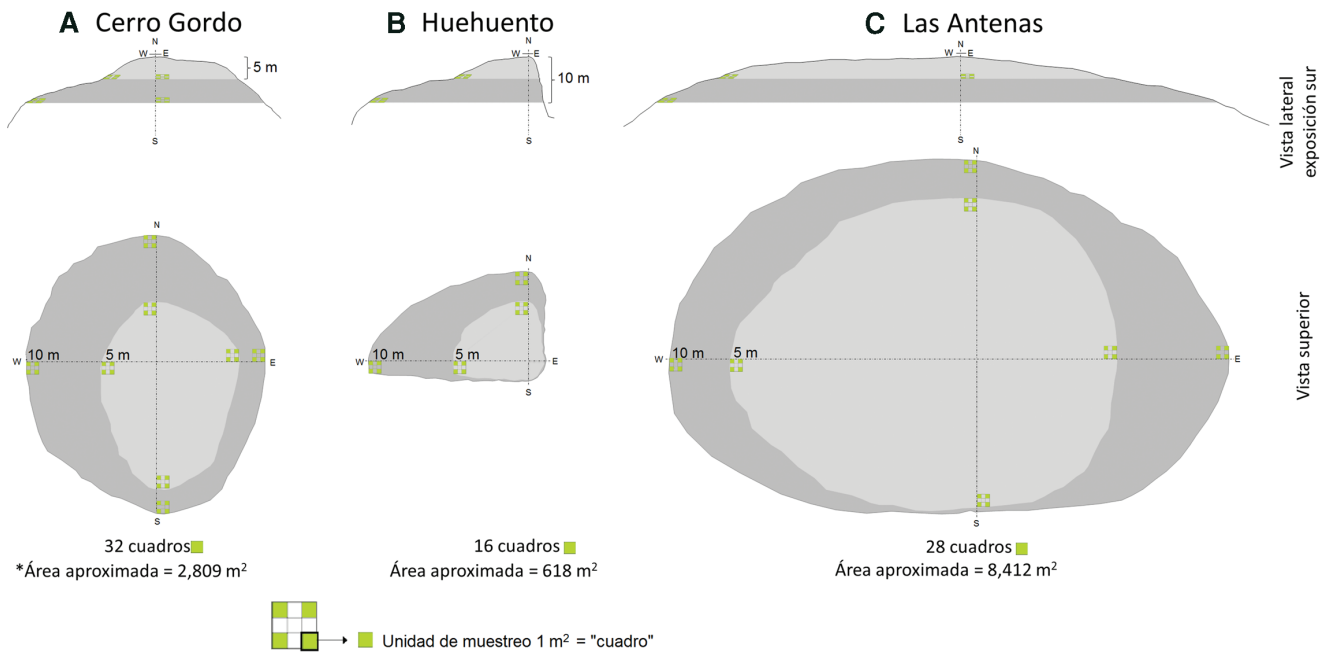 A Cerro Gordo
N
W E
5 m
S
B Huehuento
N
W E
10 m
S
C Las Antenas
N
W E
S
Vista lateral
exposición sur
N
W 10 m 5 m E
S
N
W 10 m 5 m E
S
N
W 10 m 5 m E
S
Vista superior
32 cuadros
*Área aproximada = 2,809 m²
16 cuadros
Área aproximada = 618 m²
28 cuadros
Área aproximada = 8,412 m²
Unidad de muestreo 1 m² = "cuadro"